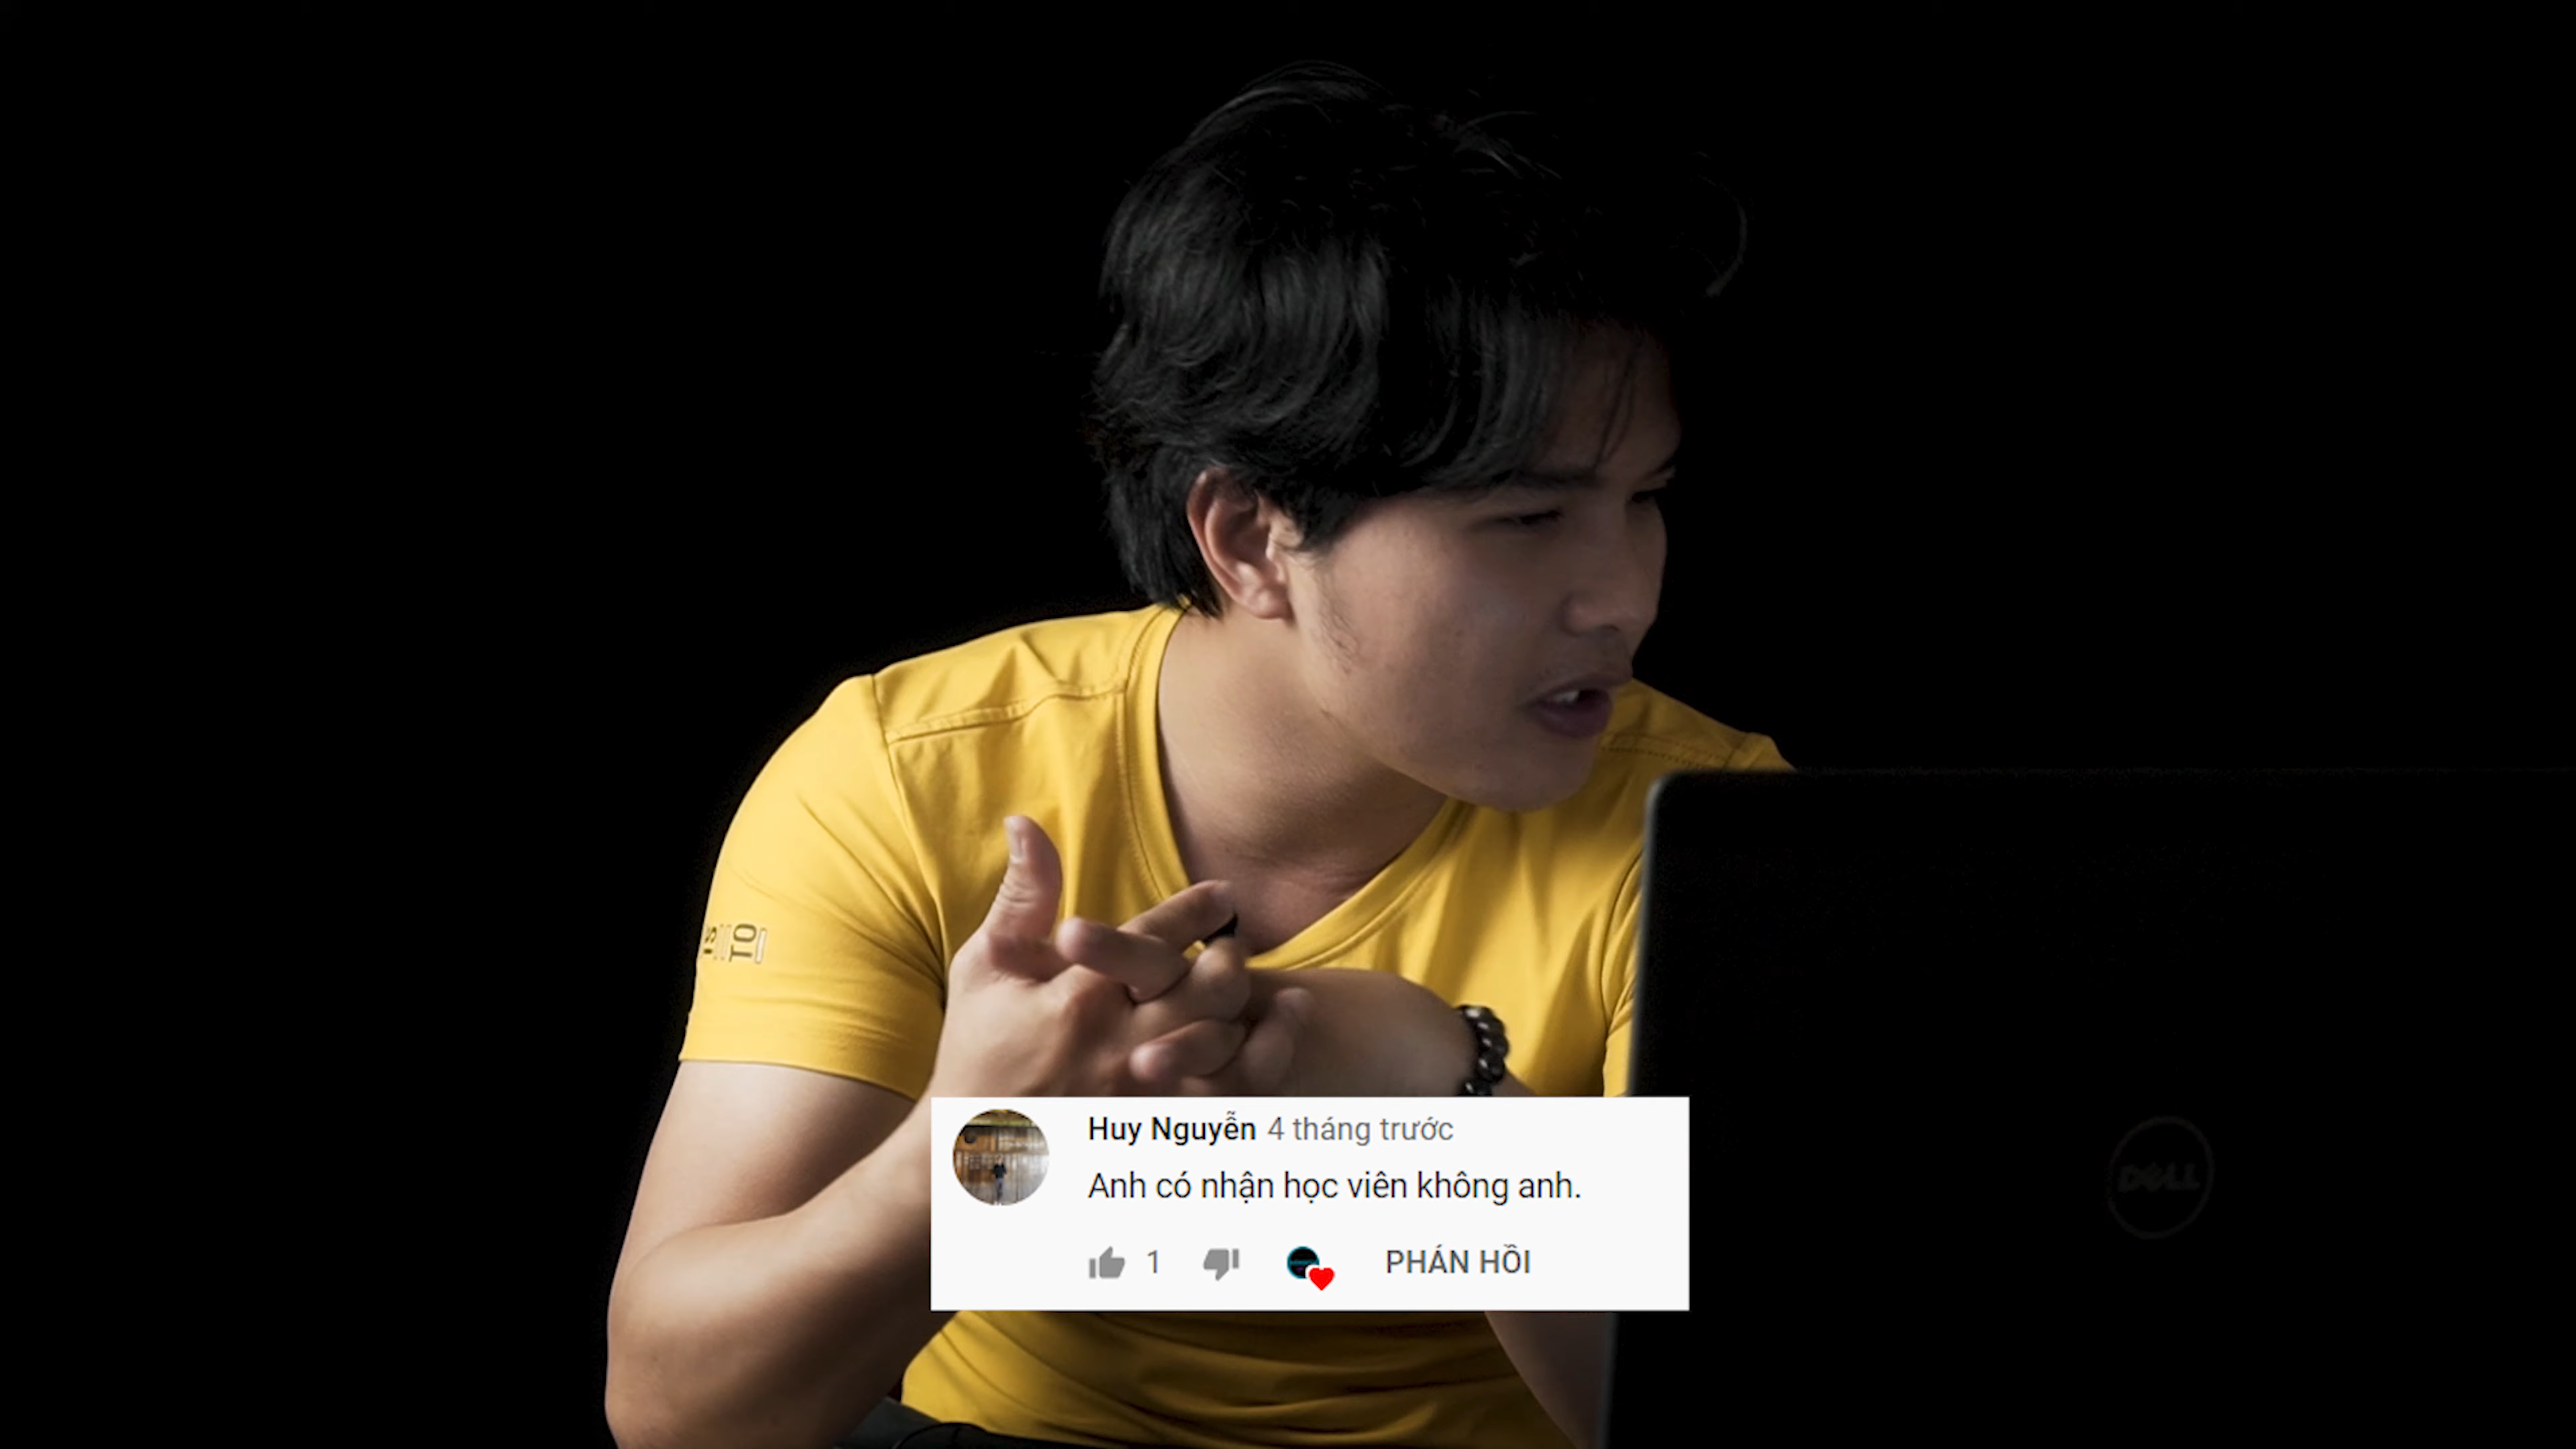 Huy Nguyễn 4 tháng trước
Anh có nhận học viên không anh.
1
PHẢN HỒI
DELL